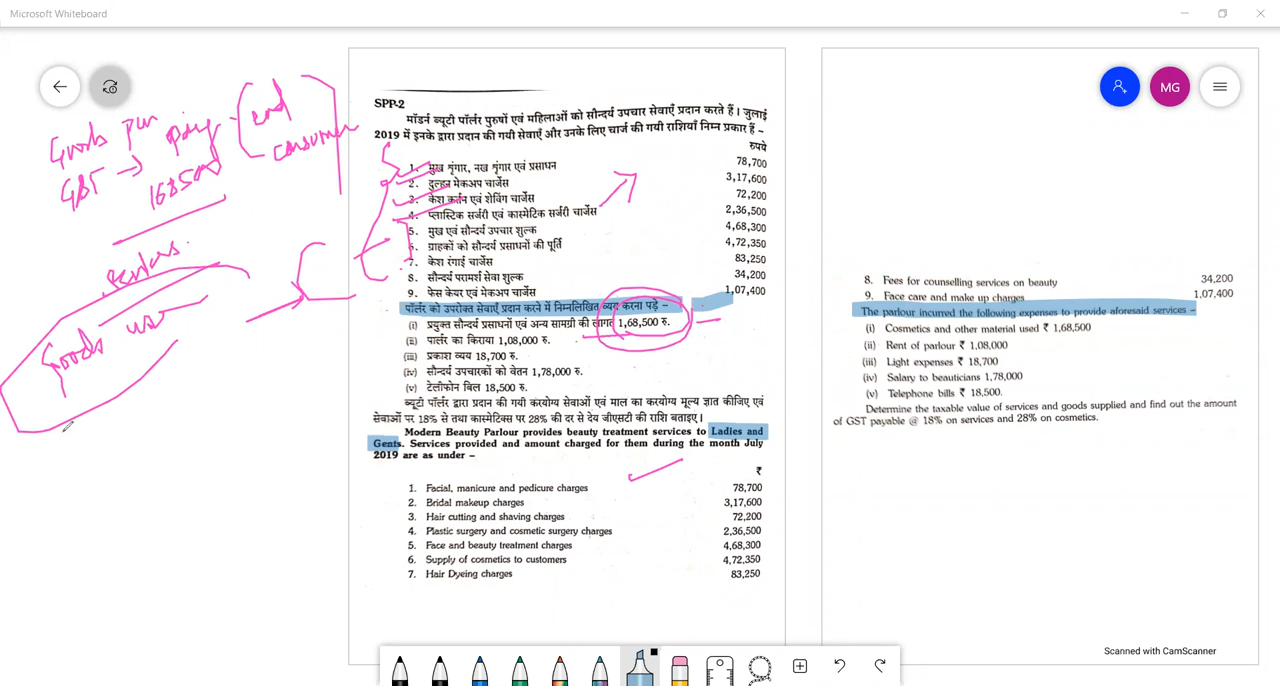 Microsoft Whiteboard
MG
Goods pur
GST → paying - end
168500 consumer
services
Goods use
SPP-2
मॉडर्न ब्यूटी पॉर्लर पुरुषों एवं महिलाओं को सौन्दर्य उपचार सेवाएँ प्रदान करते हैं। जुलाई
2019 में इनके द्वारा प्रदान की गयी सेवाएँ और उनके लिए चार्ज की गयी राशियाँ निम्न प्रकार हैं –
रुपये
1. मुख शृंगार, नख शृंगार एवं प्रसाधन 78,700
2. दुल्हन मेकअप चार्जेस 3,17,600
3. केश कर्तन एवं शेविंग चार्जेस 72,200
4. प्लास्टिक सर्जरी एवं कास्मेटिक सर्जरी चार्जेस 2,36,500
5. मुख एवं सौन्दर्य उपचार शुल्क 4,68,300
6. ग्राहकों को सौन्दर्य प्रसाधनों की पूर्ति 4,72,350
7. केश रंगाई चार्जेस 83,250
8. सौन्दर्य परामर्श सेवा शुल्क 34,200
9. फेस केयर एवं मेकअप चार्जेस 1,07,400
पॉर्लर को उपरोक्त सेवाएँ प्रदान करने में निम्नलिखित व्यय करना पड़े –
(i) प्रयुक्त सौन्दर्य प्रसाधनों एवं अन्य सामग्री की लागत 1,68,500 रु.
(ii) पार्लर का किराया 1,08,000 रु.
(iii) प्रकाश व्यय 18,700 रु.
(iv) सौन्दर्य उपचारकों को वेतन 1,78,000 रु.
(v) टेलीफोन बिल 18,500 रु.
ब्यूटी पॉर्लर द्वारा प्रदान की गयी करयोग्य सेवाओं एवं माल का करयोग्य मूल्य ज्ञात कीजिए एवं
सेवाओं पर 18% से तथा कास्मेटिक्स पर 28% की दर से देय जीएसटी की राशि बताइए।
Modern Beauty Parlour provides beauty treatment services to Ladies and
Gents. Services provided and amount charged for them during the month July
2019 are as under –
₹
1. Facial, manicure and pedicure charges 78,700
2. Bridal makeup charges 3,17,600
3. Hair cutting and shaving charges 72,200
4. Plastic surgery and cosmetic surgery charges 2,36,500
5. Face and beauty treatment charges 4,68,300
6. Supply of cosmetics to customers 4,72,350
7. Hair Dyeing charges 83,250
8. Fees for counselling services on beauty 34,200
9. Face care and make up charges 1,07,400
The parlour incurred the following expenses to provide aforesaid services –
(i) Cosmetics and other material used ₹ 1,68,500
(ii) Rent of parlour ₹ 1,08,000
(iii) Light expenses ₹ 18,700
(iv) Salary to beauticians 1,78,000
(v) Telephone bills ₹ 18,500.
Determine the taxable value of services and goods supplied and find out the amount
of GST payable @ 18% on services and 28% on cosmetics.
Scanned with CamScanner